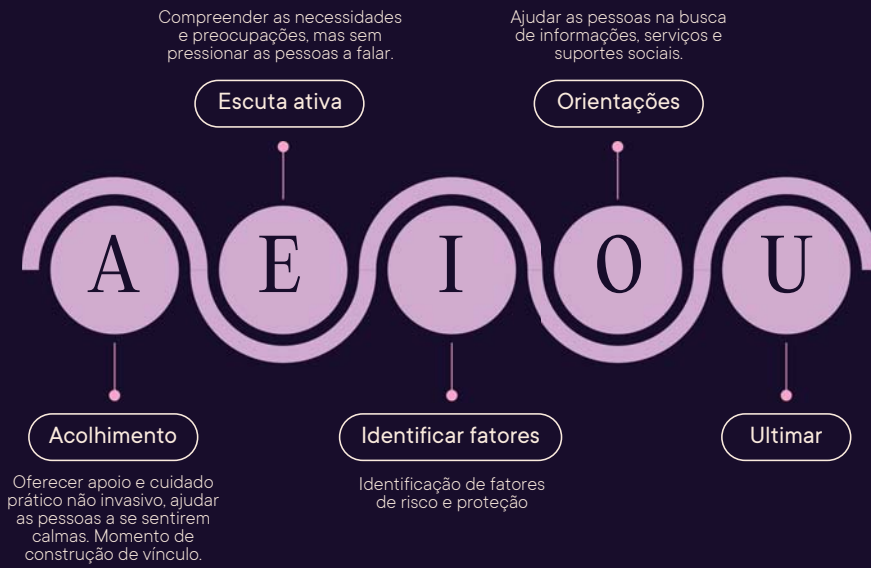 Compreender as necessidades
e preocupações, mas sem
pressionar as pessoas a falar.
Ajudar as pessoas na busca
de informações, serviços e
suportes sociais.
Escuta ativa
Orientações
A
E
I
O
U
Acolhimento
Identificar fatores
Ultimar
Oferecer apoio e cuidado
prático não invasivo, ajudar
as pessoas a se sentirem
calmas. Momento de
construção de vínculo.
Identificação de fatores
de risco e proteção